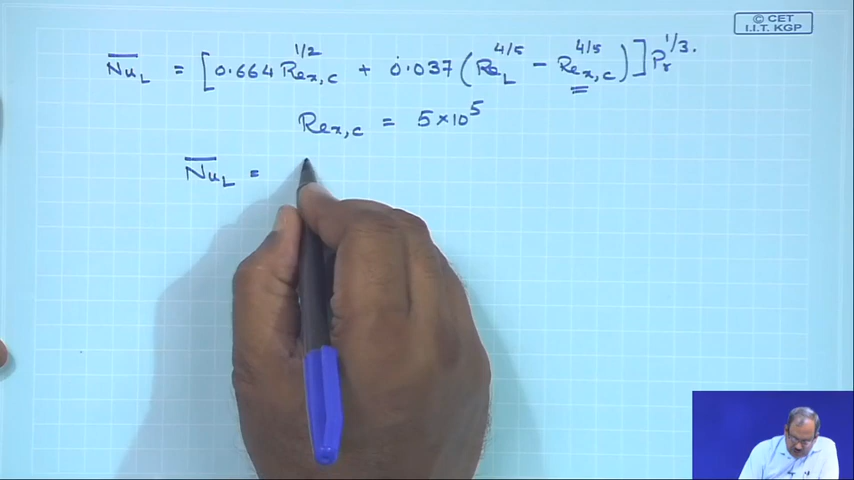 © CET
I.I.T. KGP
Nu_L = [0.664 Re_x,c^1/2 + 0.037 (Re_L^4/5 - Re_x,c^4/5)] Pr^1/3.
Re_x,c = 5×10^5
Nu_L =